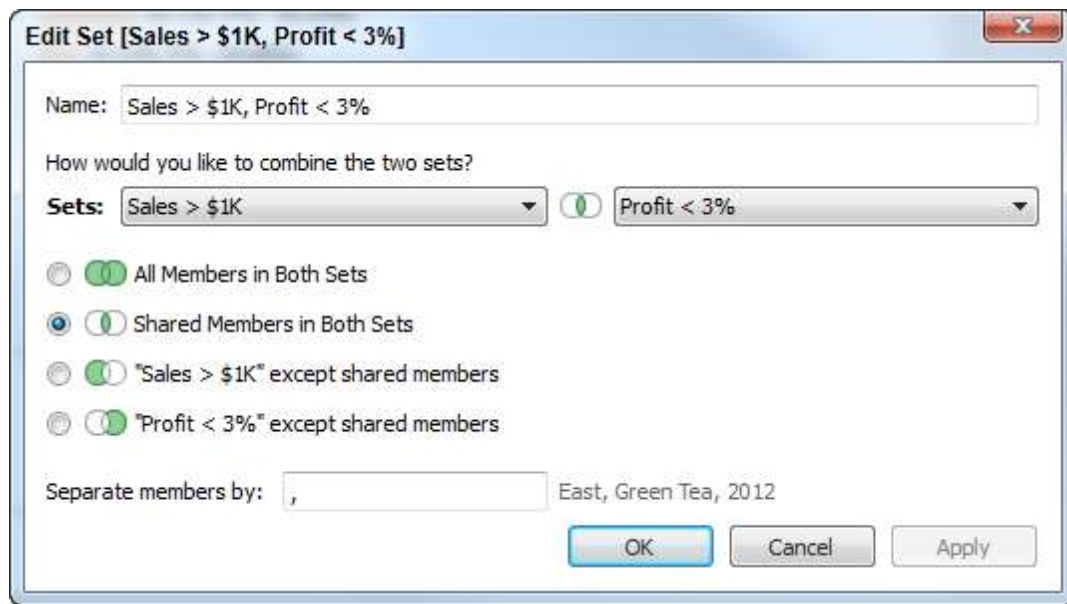 Edit Set [Sales > $1K, Profit < 3%]
Name: Sales > $1K, Profit < 3%
How would you like to combine the two sets?
Sets: Sales > $1K Profit < 3%
All Members in Both Sets
Shared Members in Both Sets
"Sales > $1K" except shared members
"Profit < 3%" except shared members
Separate members by: , East, Green Tea, 2012
OK Cancel Apply